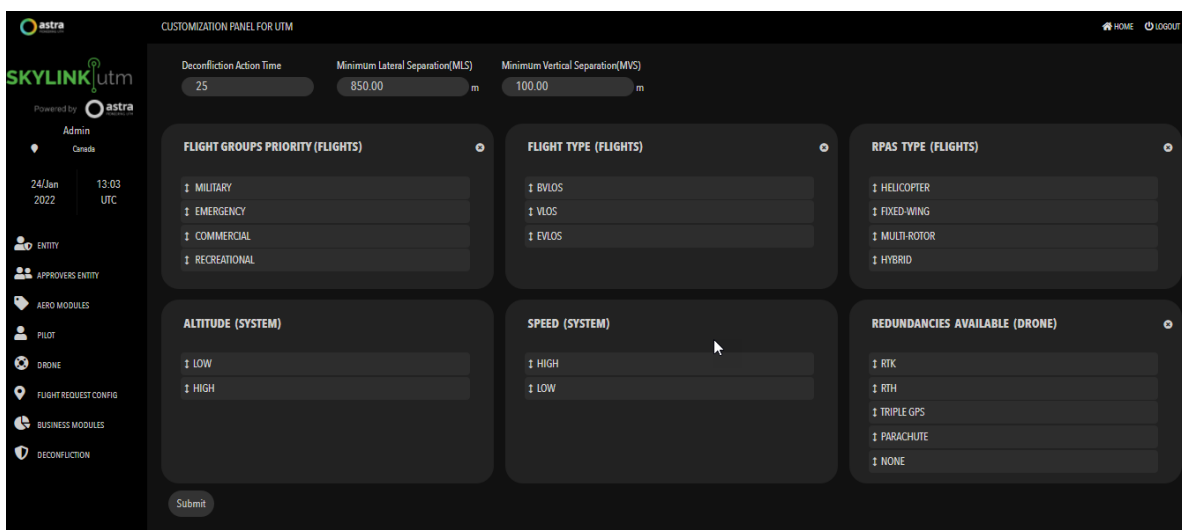 astra
CUSTOMIZATION PANEL FOR UTM
HOME
LOGOUT
SKYLINK utm
Powered by astra
Admin
Canada
24/Jan 2022
13:03 UTC
ENTITY
APPROVERS ENTITY
AERO MODULES
PILOT
DRONE
FLIGHT REQUEST CONFIG
BUSINESS MODULES
DECONFLICTION
Deconfliction Action Time
25
Minimum Lateral Separation(MLS)
850.00 m
Minimum Vertical Separation(MVS)
100.00 m
FLIGHT GROUPS PRIORITY (FLIGHTS)
MILITARY
EMERGENCY
COMMERCIAL
RECREATIONAL
FLIGHT TYPE (FLIGHTS)
BVLOS
VLOS
EVLOS
RPAS TYPE (FLIGHTS)
HELICOPTER
FIXED-WING
MULTI-ROTOR
HYBRID
ALTITUDE (SYSTEM)
LOW
HIGH
SPEED (SYSTEM)
HIGH
LOW
REDUNDANCIES AVAILABLE (DRONE)
RTK
RTH
TRIPLE GPS
PARACHUTE
NONE
Submit